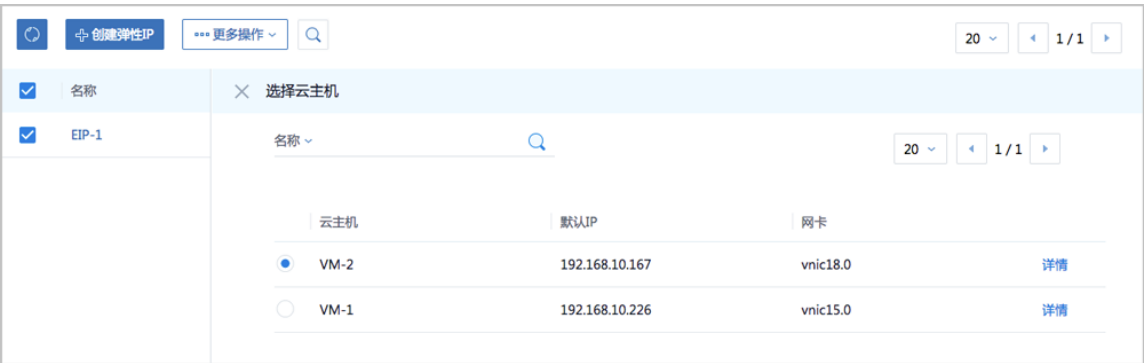 创建弹性IP 更多操作 20 1 / 1
名称 选择云主机
EIP-1 名称 20 1 / 1
云主机 默认IP 网卡
VM-2 192.168.10.167 vnic18.0 详情
VM-1 192.168.10.226 vnic15.0 详情